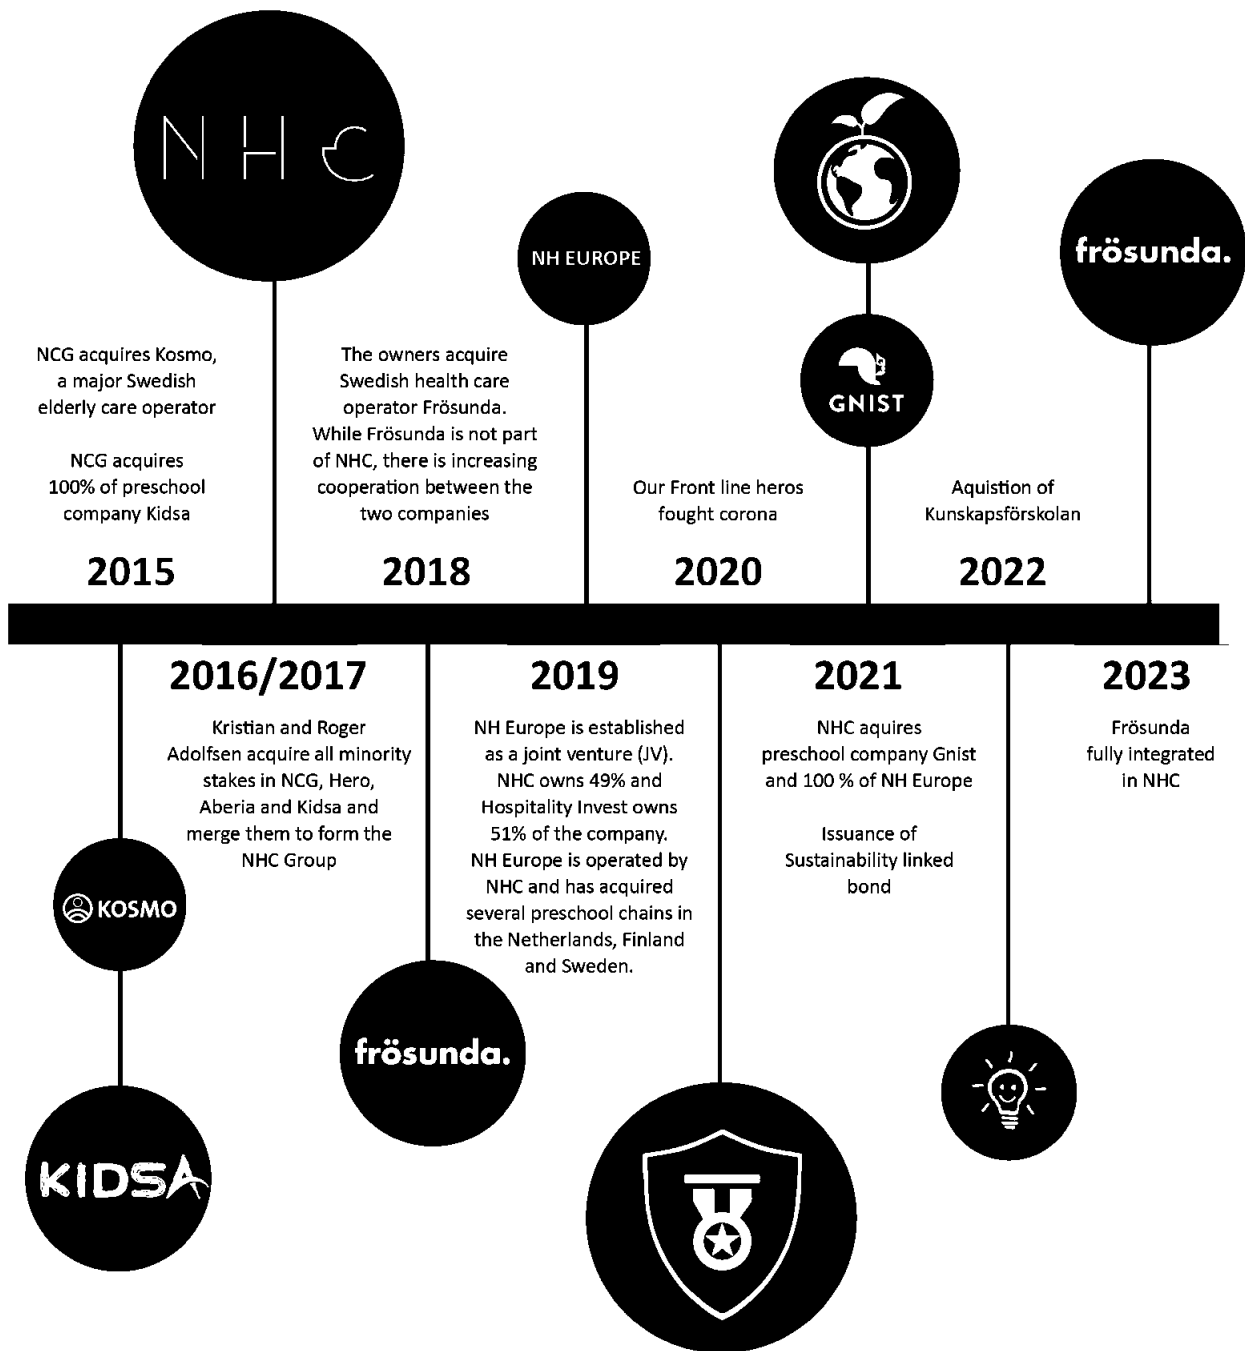 NHC
NH EUROPE
frösunda.
GNIST
NCG acquires Kosmo,
a major Swedish
elderly care operator
NCG acquires
100% of preschool
company Kidsa
2015
The owners acquire
Swedish health care
operator Frösunda.
While Frösunda is not part
of NHC, there is increasing
cooperation between the
two companies
2018
Our Front line heros
fought corona
2020
Aquistion of
Kunskapsförskolan
2022
2016/2017
Kristian and Roger
Adolfsen acquire all minority
stakes in NCG, Hero,
Aberia and Kidsa and
merge them to form the
NHC Group
2019
NH Europe is established
as a joint venture (JV).
NHC owns 49% and
Hospitality Invest owns
51% of the company.
NH Europe is operated by
NHC and has acquired
several preschool chains in
the Netherlands, Finland
and Sweden.
2021
NHC aquires
preschool company Gnist
and 100 % of NH Europe
Issuance of
Sustainability linked
bond
2023
Frösunda
fully integrated
in NHC
KOSMO
frösunda.
KIDSA